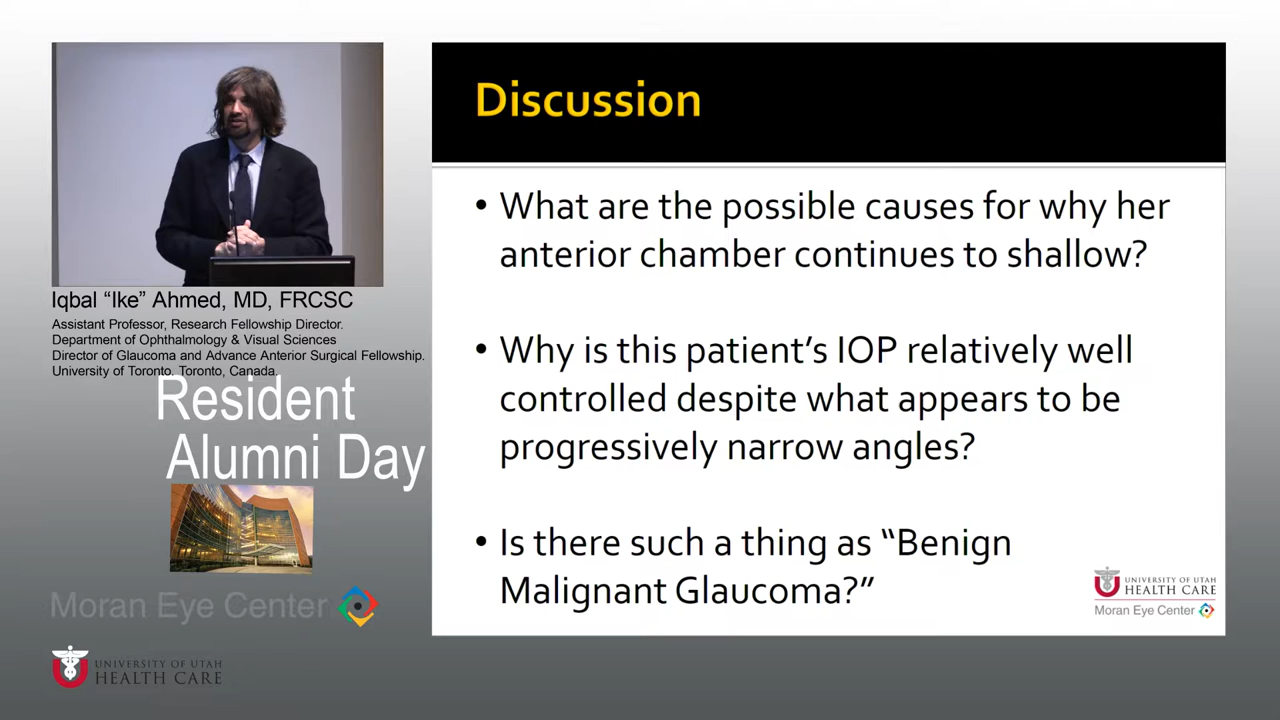 Iqbal “Ike” Ahmed, MD, FRCSC
Assistant Professor, Research Fellowship Director.
Department of Ophthalmology & Visual Sciences
Director of Glaucoma and Advance Anterior Surgical Fellowship.
University of Toronto. Toronto, Canada.
Resident
Alumni Day
Moran Eye Center
UNIVERSITY OF UTAH
HEALTH CARE
Discussion
• What are the possible causes for why her
anterior chamber continues to shallow?
• Why is this patient’s IOP relatively well
controlled despite what appears to be
progressively narrow angles?
• Is there such a thing as “Benign
Malignant Glaucoma?”
UNIVERSITY OF UTAH
HEALTH CARE
Moran Eye Center